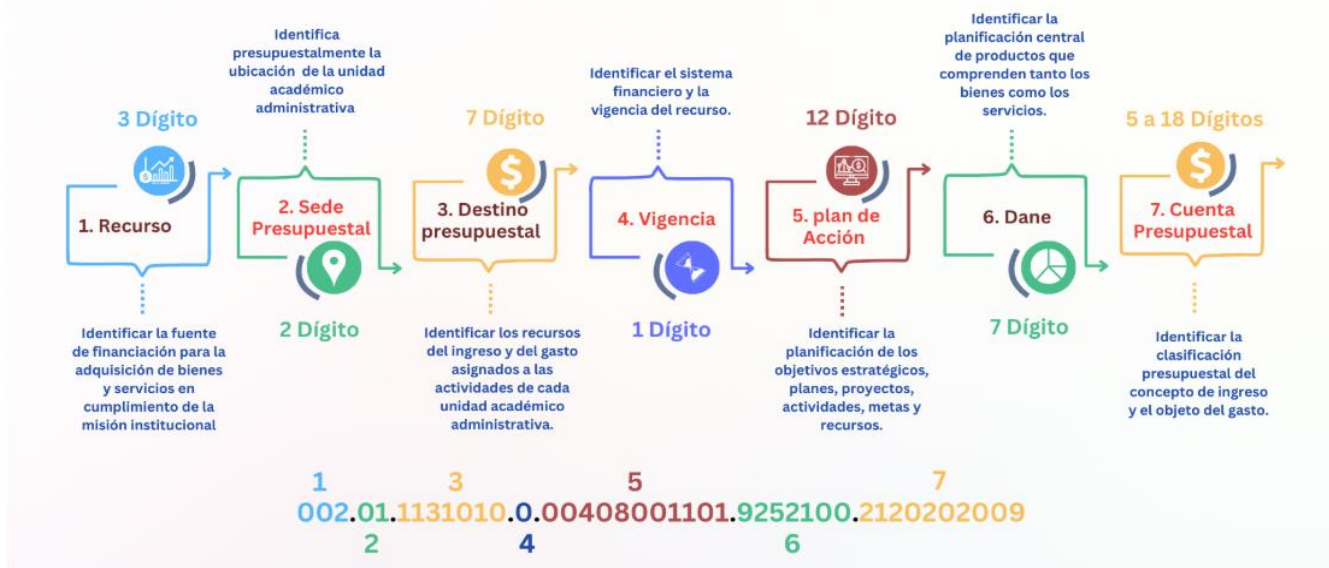 3 Dígito
1. Recurso
Identificar la fuente
de financiación para la
adquisición de bienes
y servicios en
cumplimiento de la
misión institucional
Identifica
presupuestalmente la
ubicación de la unidad
académico
administrativa
2. Sede
Presupuestal
2 Dígito
7 Dígito
3. Destino
presupuestal
Identificar los recursos
del ingreso y del gasto
asignados a las
actividades de cada
unidad académico
administrativa.
Identificar el sistema
financiero y la
vigencia del recurso.
4. Vigencia
1 Dígito
12 Dígito
5. plan de
Acción
Identificar la
planificación de los
objetivos estratégicos,
planes, proyectos,
actividades, metas y
recursos.
Identificar la
planificación central
de productos que
comprenden tanto los
bienes como los
servicios.
6. Dane
7 Dígito
5 a 18 Dígitos
7. Cuenta
Presupuestal
Identificar la
clasificación
presupuestal del
concepto de ingreso
y el objeto del gasto.
1 3 5 7
002.01.1131010.0.00408001101.9252100.2120202009
2 4 6